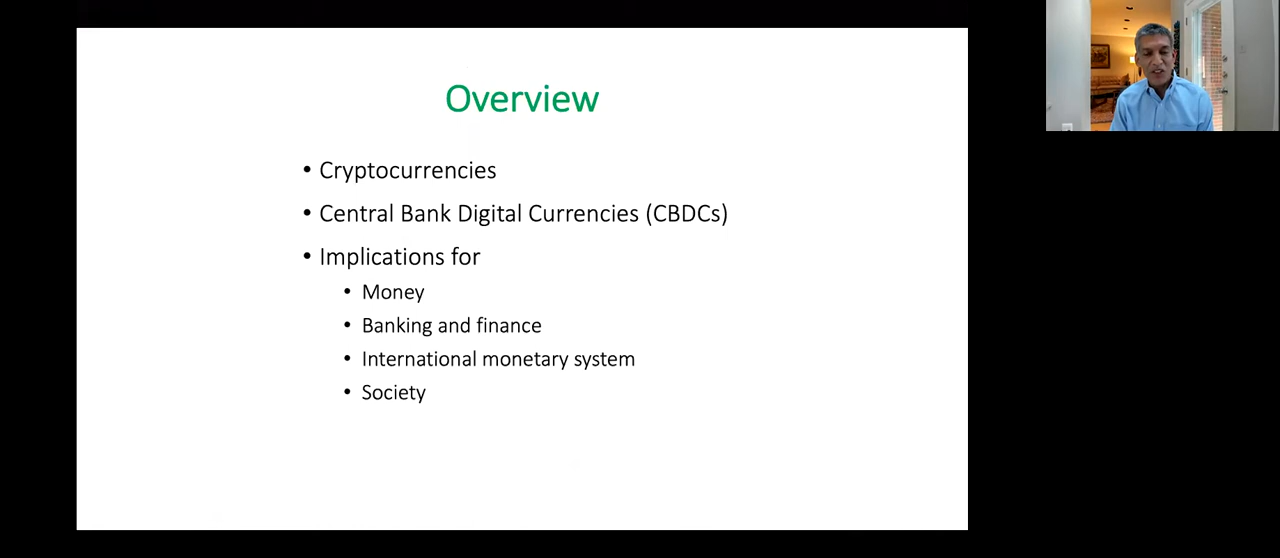 Overview
• Cryptocurrencies
• Central Bank Digital Currencies (CBDCs)
• Implications for
• Money
• Banking and finance
• International monetary system
• Society